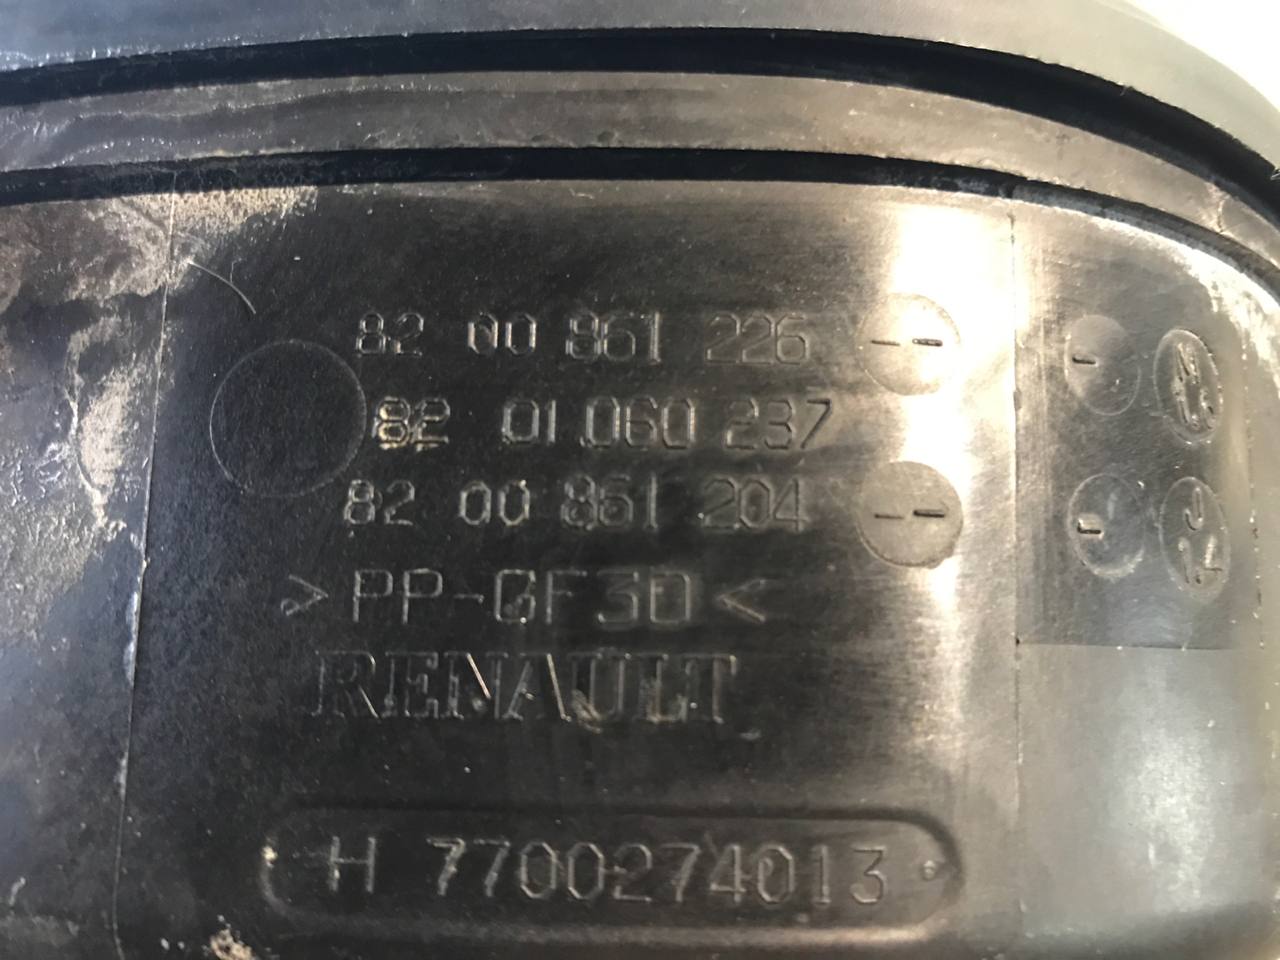 82 00 861 226
82 01 060 237
82 00 861 204
>PP-GF30<
RENAULT
H 7700274013